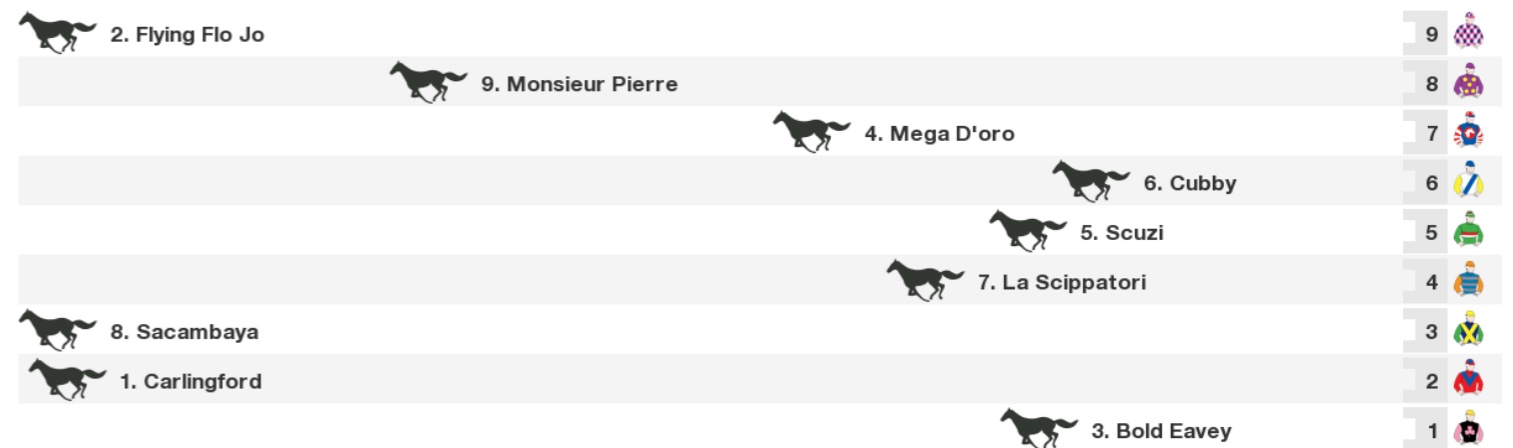 2. Flying Flo Jo 9
9. Monsieur Pierre 8
4. Mega D'oro 7
6. Cubby 6
5. Scuzi 5
7. La Scippatori 4
8. Sacambaya 3
1. Carlingford 2
3. Bold Eavey 1